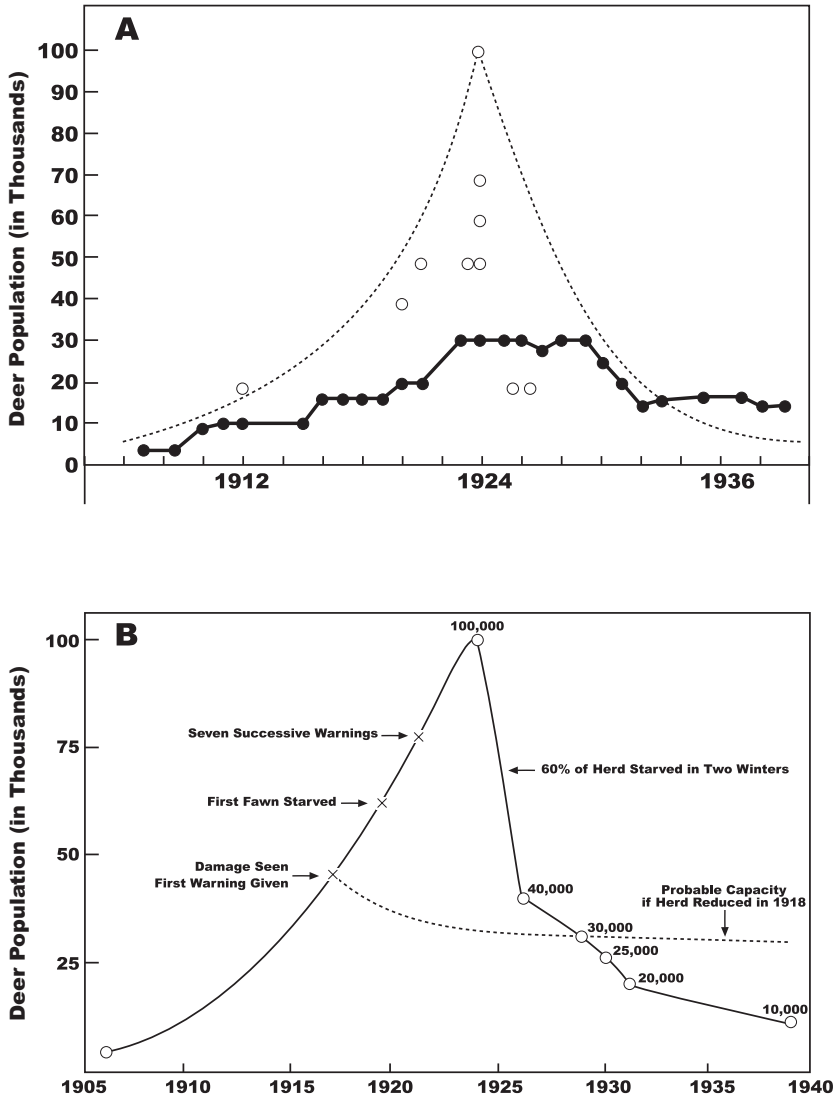 A
Deer Population (in Thousands)
100
90
80
70
60
50
40
30
20
10
0
1912 1924 1936
B
Deer Population (in Thousands)
100
75
50
25
100,000
Seven Successive Warnings
60% of Herd Starved in Two Winters
First Fawn Starved
Damage Seen
First Warning Given
40,000
Probable Capacity
if Herd Reduced in 1918
30,000
25,000
20,000
10,000
1905 1910 1915 1920 1925 1930 1935 1940